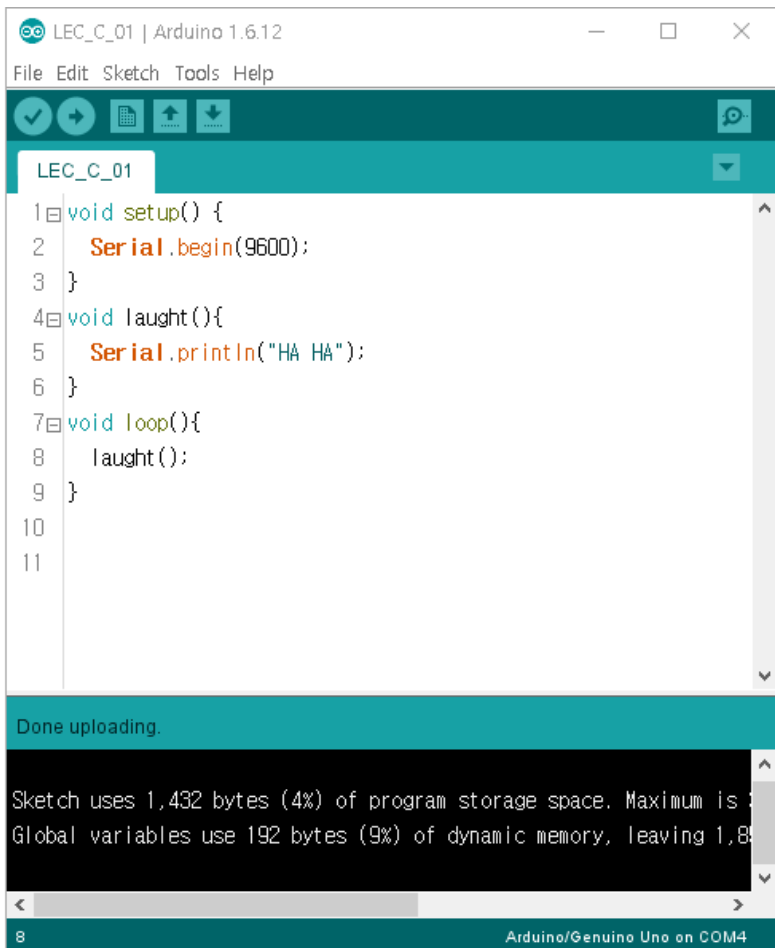 LEC_C_01 | Arduino 1.6.12
File Edit Sketch Tools Help
LEC_C_01
1 void setup() {
2 Serial.begin(9600);
3 }
4 void laught(){
5 Serial.println("HA HA");
6 }
7 void loop(){
8 laught();
9 }
10
11
Done uploading.
Sketch uses 1,432 bytes (4%) of program storage space. Maximum is
Global variables use 192 bytes (9%) of dynamic memory, leaving 1,8
8 Arduino/Genuino Uno on COM4